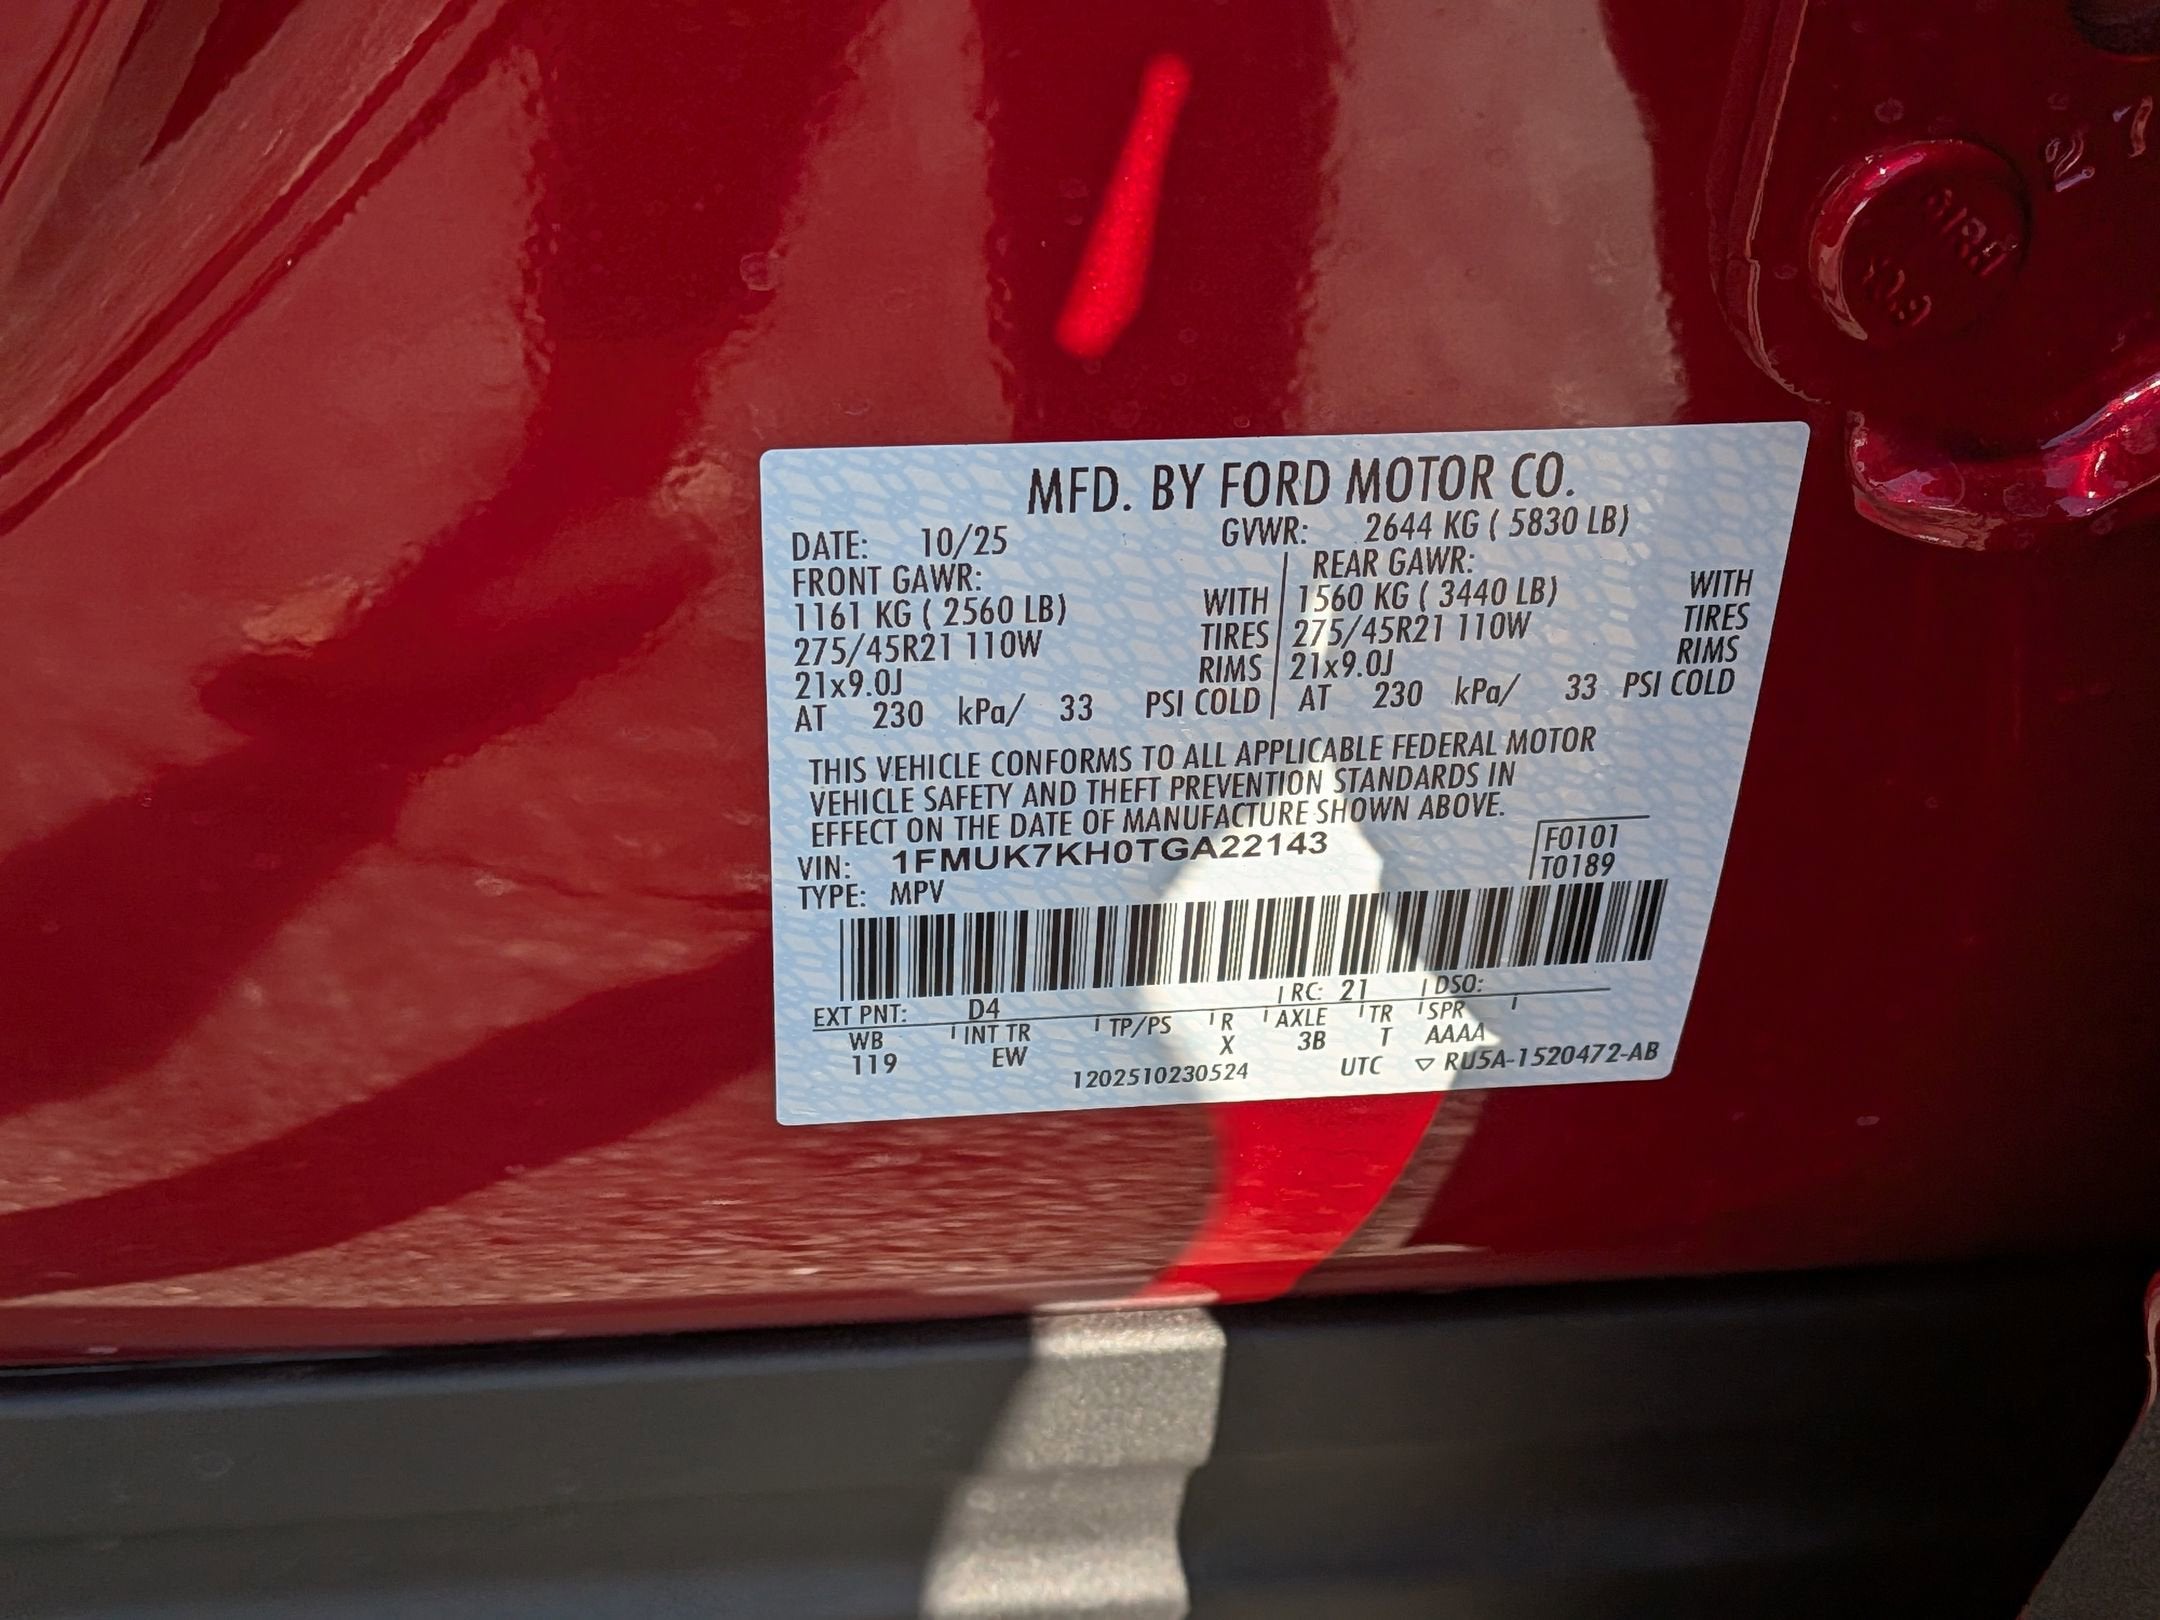 MFD. BY FORD MOTOR CO.
DATE: 10/25 GVWR: 2644 KG ( 5830 LB)
FRONT GAWR: REAR GAWR:
1161 KG ( 2560 LB) WITH 1560 KG ( 3440 LB) WITH
275/45R21 110W TIRES 275/45R21 110W TIRES
21x9.0J RIMS 21x9.0J RIMS
AT 230 kPa/ 33 PSI COLD AT 230 kPa/ 33 PSI COLD
THIS VEHICLE CONFORMS TO ALL APPLICABLE FEDERAL MOTOR
VEHICLE SAFETY AND THEFT PREVENTION STANDARDS IN
EFFECT ON THE DATE OF MANUFACTURE SHOWN ABOVE.
VIN: 1FMUK7KH0TGA22143 F0101
TYPE: MPV T0189
EXT PNT: D4 RC: 21 DSO:
WB INT TR TP/PS R AXLE TR SPR
119 EW X 3B T AAAA
1202510230524 UTC ▽ RU5A-1520472-AB
21